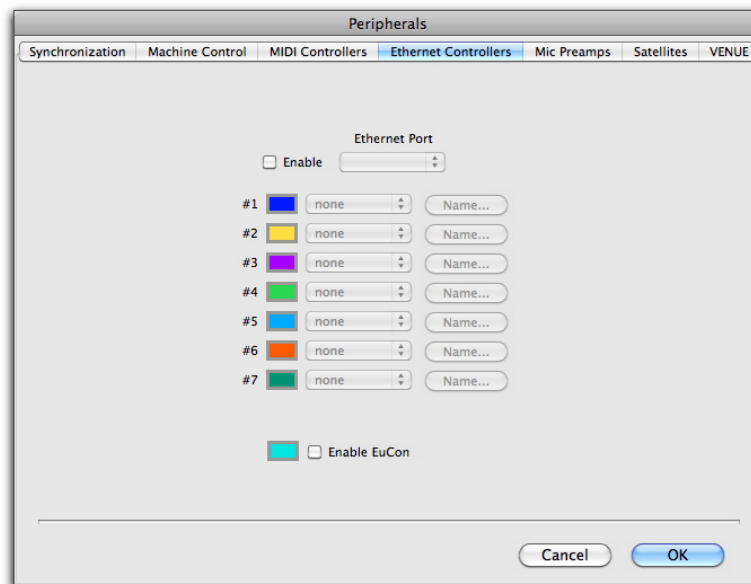 Peripherals
Synchronization Machine Control MIDI Controllers Ethernet Controllers Mic Preamps Satellites VENUE
Ethernet Port
Enable
#1 none Name...
#2 none Name...
#3 none Name...
#4 none Name...
#5 none Name...
#6 none Name...
#7 none Name...
Enable EuCon
Cancel OK